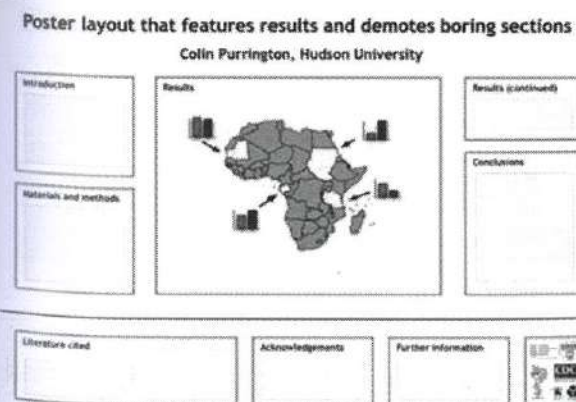 Poster layout that features results and demotes boring sections
Colin Purrington, Hudson University
Introduction
Results
Results (continued)
Materials and methods
Conclusions
Literature cited
Acknowledgements
Further information